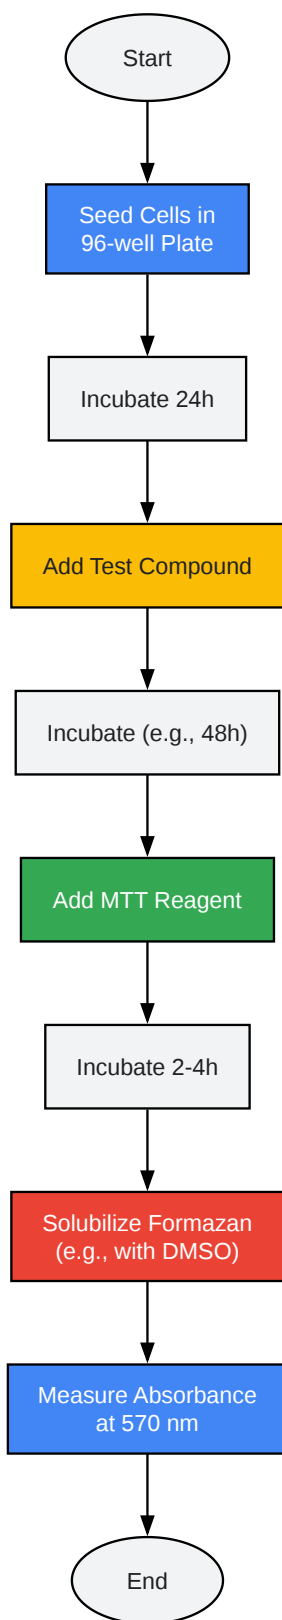 Start
Seed Cells in
96-well Plate
Incubate 24h
Add Test Compound
Incubate (e.g., 48h)
Add MTT Reagent
Incubate 2-4h
Solubilize Formazan
(e.g., with DMSO)
Measure Absorbance
at 570 nm
End